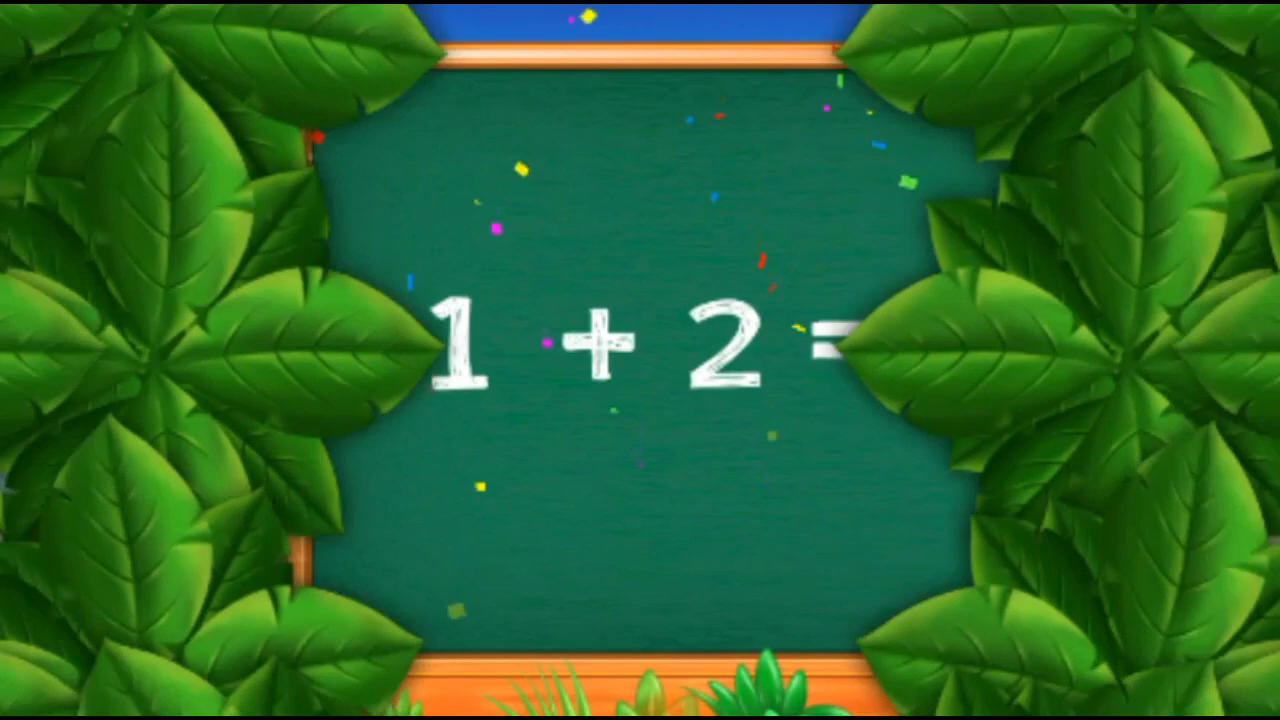 1 + 2 =